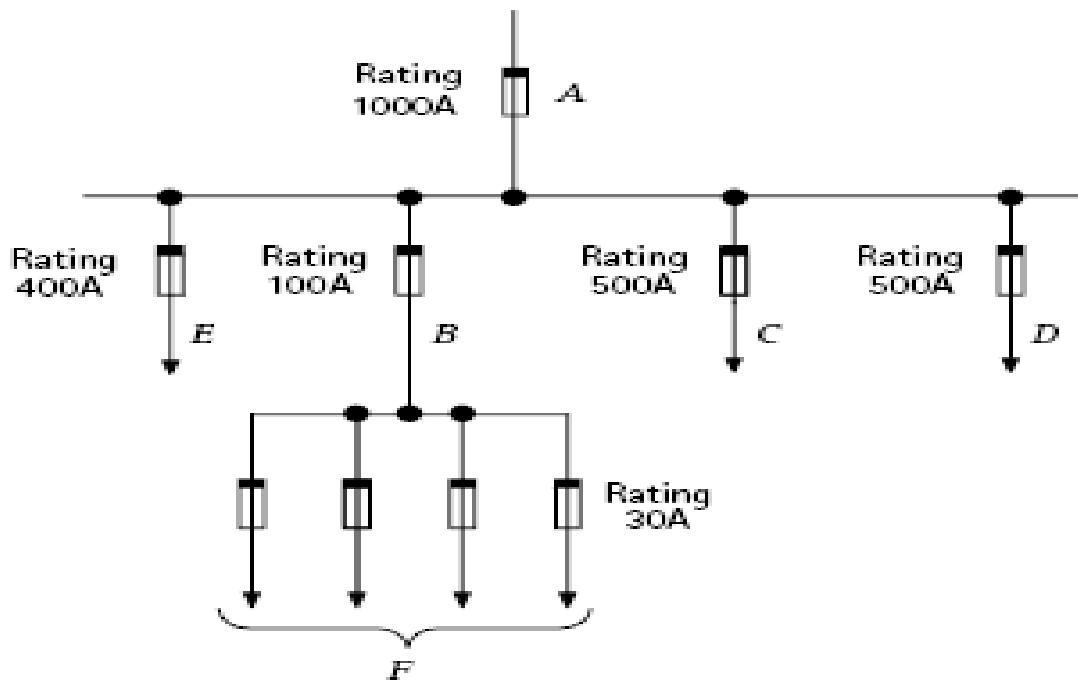 Rating
1000A
A
Rating
400A
E
Rating
100A
B
Rating
500A
C
Rating
500A
D
Rating
30A
F